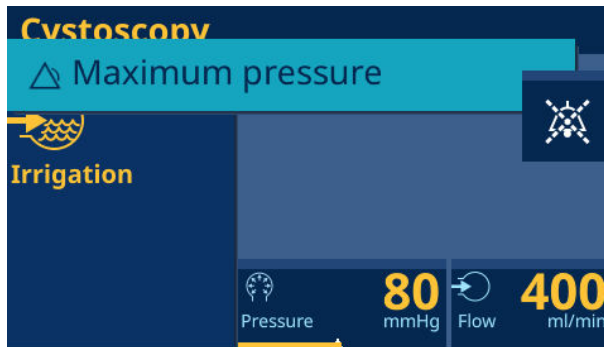 Cystoscopy
Maximum pressure
Irrigation
80
400
Pressure
mmHg
Flow
ml/min